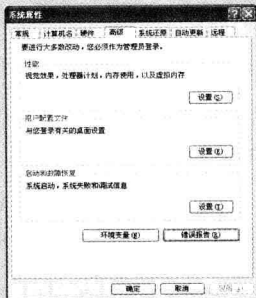 系统属性
常规 计算机名 硬件 高级 系统还原 自动更新 远程
要进行大多数改动，您必须作为管理员登录。
性能
视觉效果，处理器计划，内存使用，以及虚拟内存
设置(S)
用户配置文件
与您登录有关的桌面设置
设置(E)
启动和故障恢复
系统启动，系统失败和调试信息
设置(T)
环境变量(N) 错误报告(R)
确定 取消 应用(A)